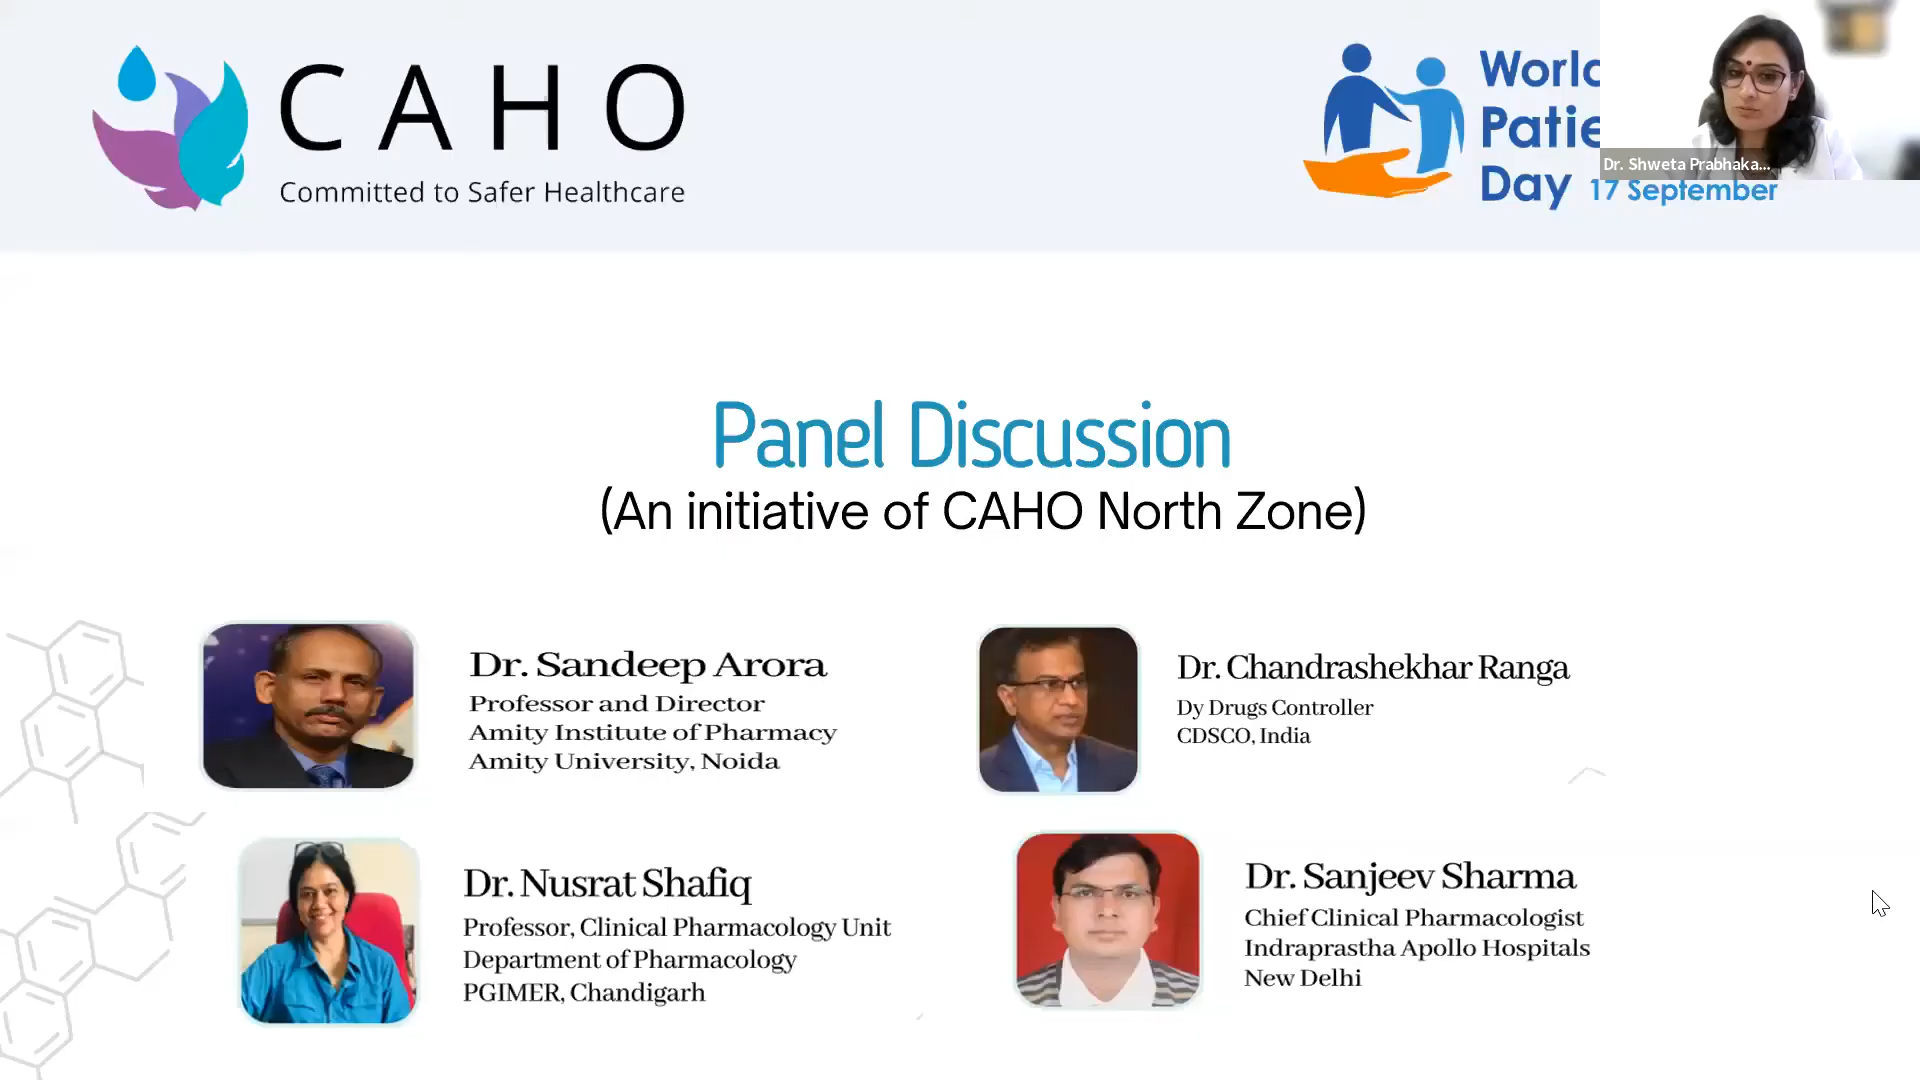 CAHO
Committed to Safer Healthcare
World
Patie
Day 17 September
Dr. Shweta Prabhaka...
Panel Discussion
(An initiative of CAHO North Zone)
Dr. Sandeep Arora
Professor and Director
Amity Institute of Pharmacy
Amity University, Noida
Dr. Chandrashekhar Ranga
Dy Drugs Controller
CDSCO, India
Dr. Nusrat Shafiq
Professor, Clinical Pharmacology Unit
Department of Pharmacology
PGIMER, Chandigarh
Dr. Sanjeev Sharma
Chief Clinical Pharmacologist
Indraprastha Apollo Hospitals
New Delhi